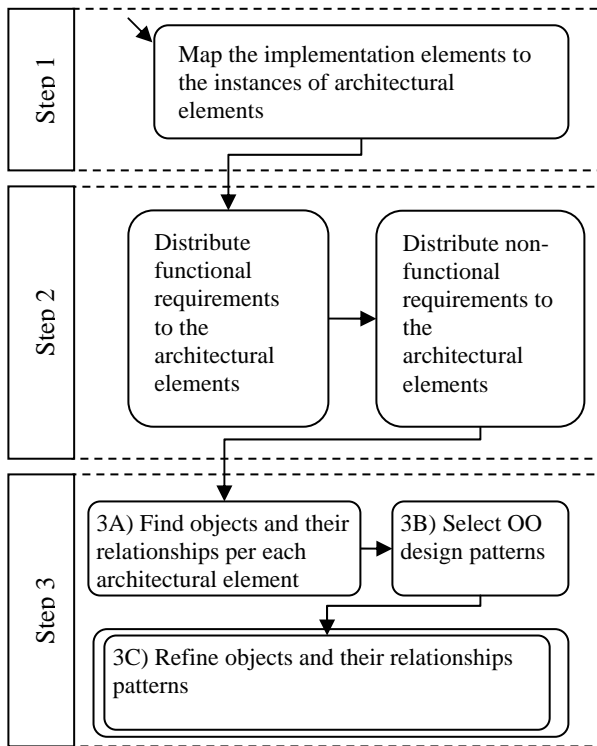 Step 1
Map the implementation elements to
the instances of architectural
elements
Step 2
Distribute
functional
requirements
to the
architectural
elements
Distribute non-
functional
requirements to
the
architectural
elements
Step 3
3A) Find objects and their
relationships per each
architectural element
3B) Select OO
design patterns
3C) Refine objects and their relationships
patterns